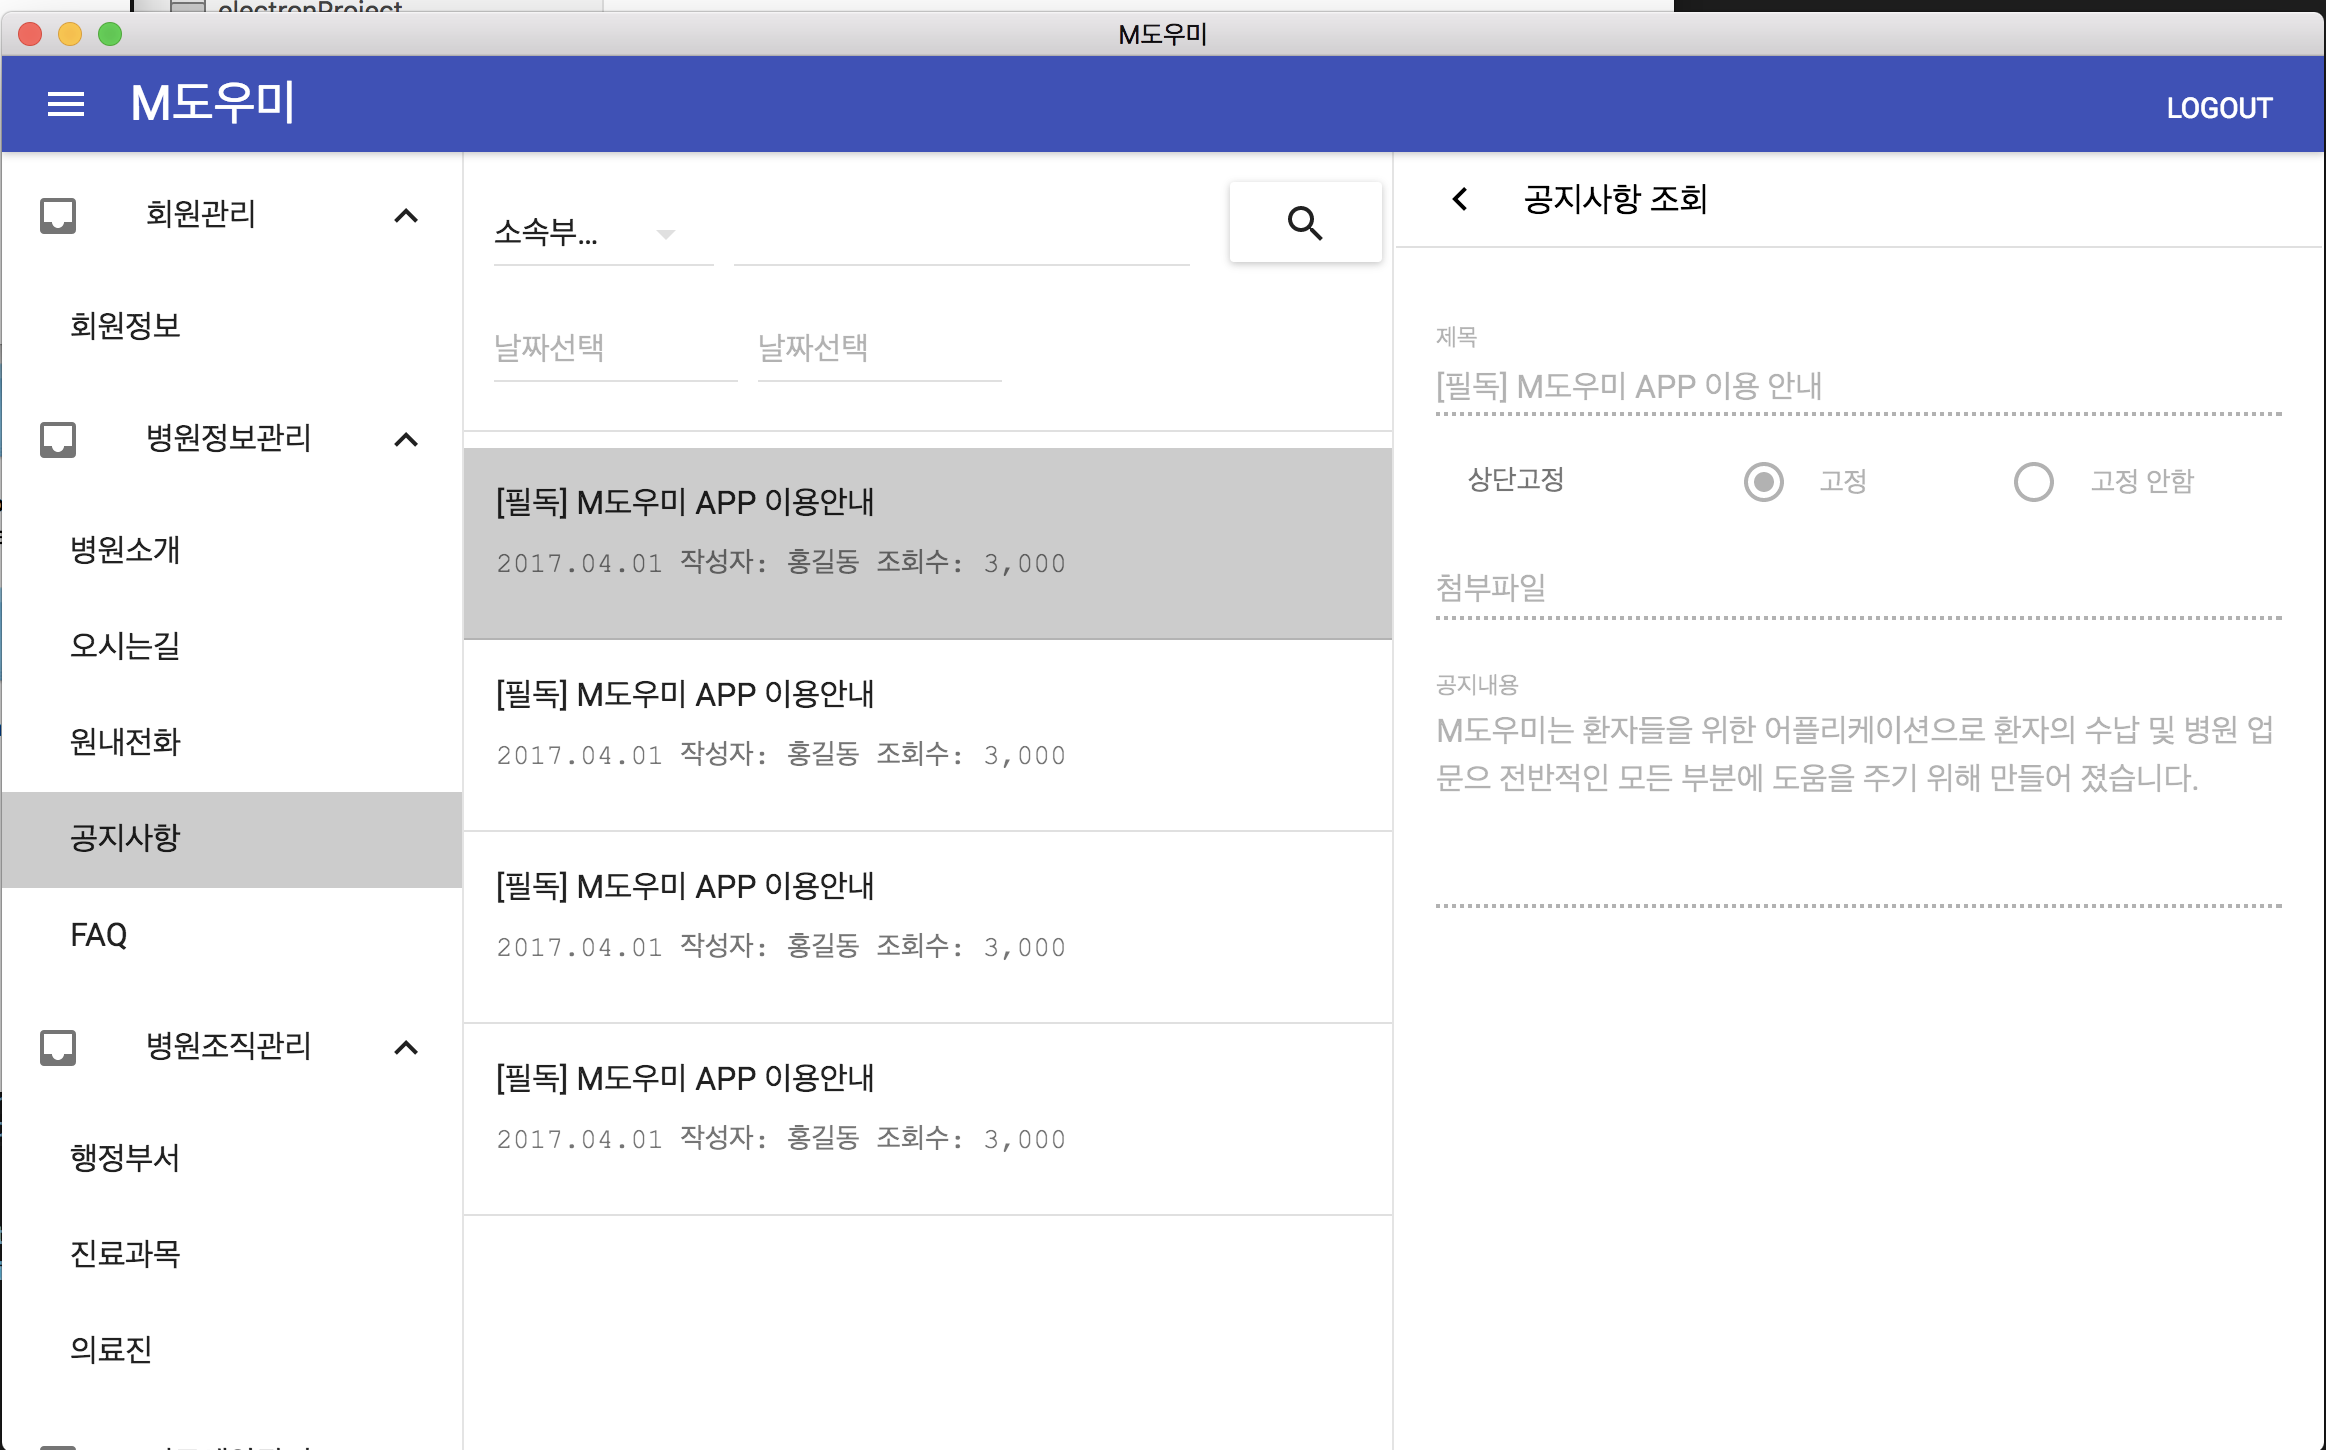 electronProject
M도우미
M도우미
LOGOUT
회원관리
회원정보
병원정보관리
병원소개
오시는길
원내전화
공지사항
FAQ
병원조직관리
행정부서
진료과목
의료진
소속부...
날짜선택 날짜선택
[필독] M도우미 APP 이용안내
2017.04.01 작성자: 홍길동 조회수: 3,000
[필독] M도우미 APP 이용안내
2017.04.01 작성자: 홍길동 조회수: 3,000
[필독] M도우미 APP 이용안내
2017.04.01 작성자: 홍길동 조회수: 3,000
[필독] M도우미 APP 이용안내
2017.04.01 작성자: 홍길동 조회수: 3,000
공지사항 조회
제목
[필독] M도우미 APP 이용 안내
상단고정 고정 고정 안함
첨부파일
공지내용
M도우미는 환자들을 위한 어플리케이션으로 환자의 수납 및 병원 업
문으 전반적인 모든 부분에 도움을 주기 위해 만들어 졌습니다.